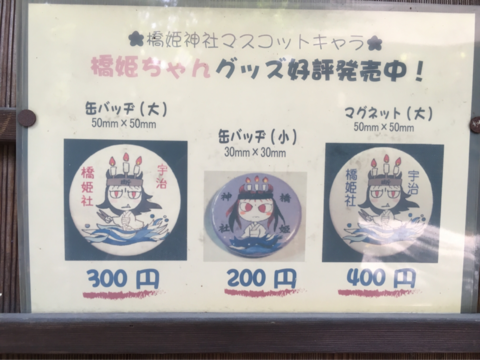 ★橋姫神社マスコットキャラ★
橋姫ちゃんグッズ好評発売中！
缶バッヂ(大)
50mm×50mm
宇治
橋姫社
300円
缶バッヂ(小)
30mm×30mm
橋姫
神社
200円
マグネット(大)
50mm×50mm
宇治
橋姫社
400円